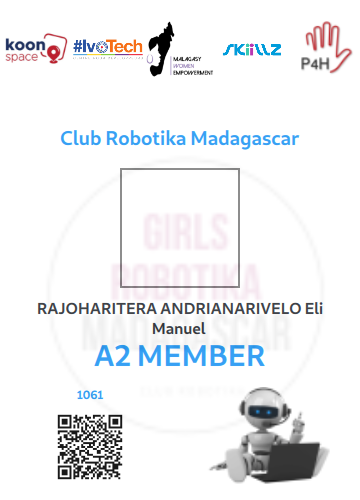 koon
space
#IvoTech
MALAGASY
WOMEN
EMPOWERMENT
SKiiLLZ
P4H
Club Robotika Madagascar
GIRLS
ROBOTIKA
MADAGASCAR
RAJOHARITERA ANDRIANARIVELO Eli
Manuel
A2 MEMBER
1061